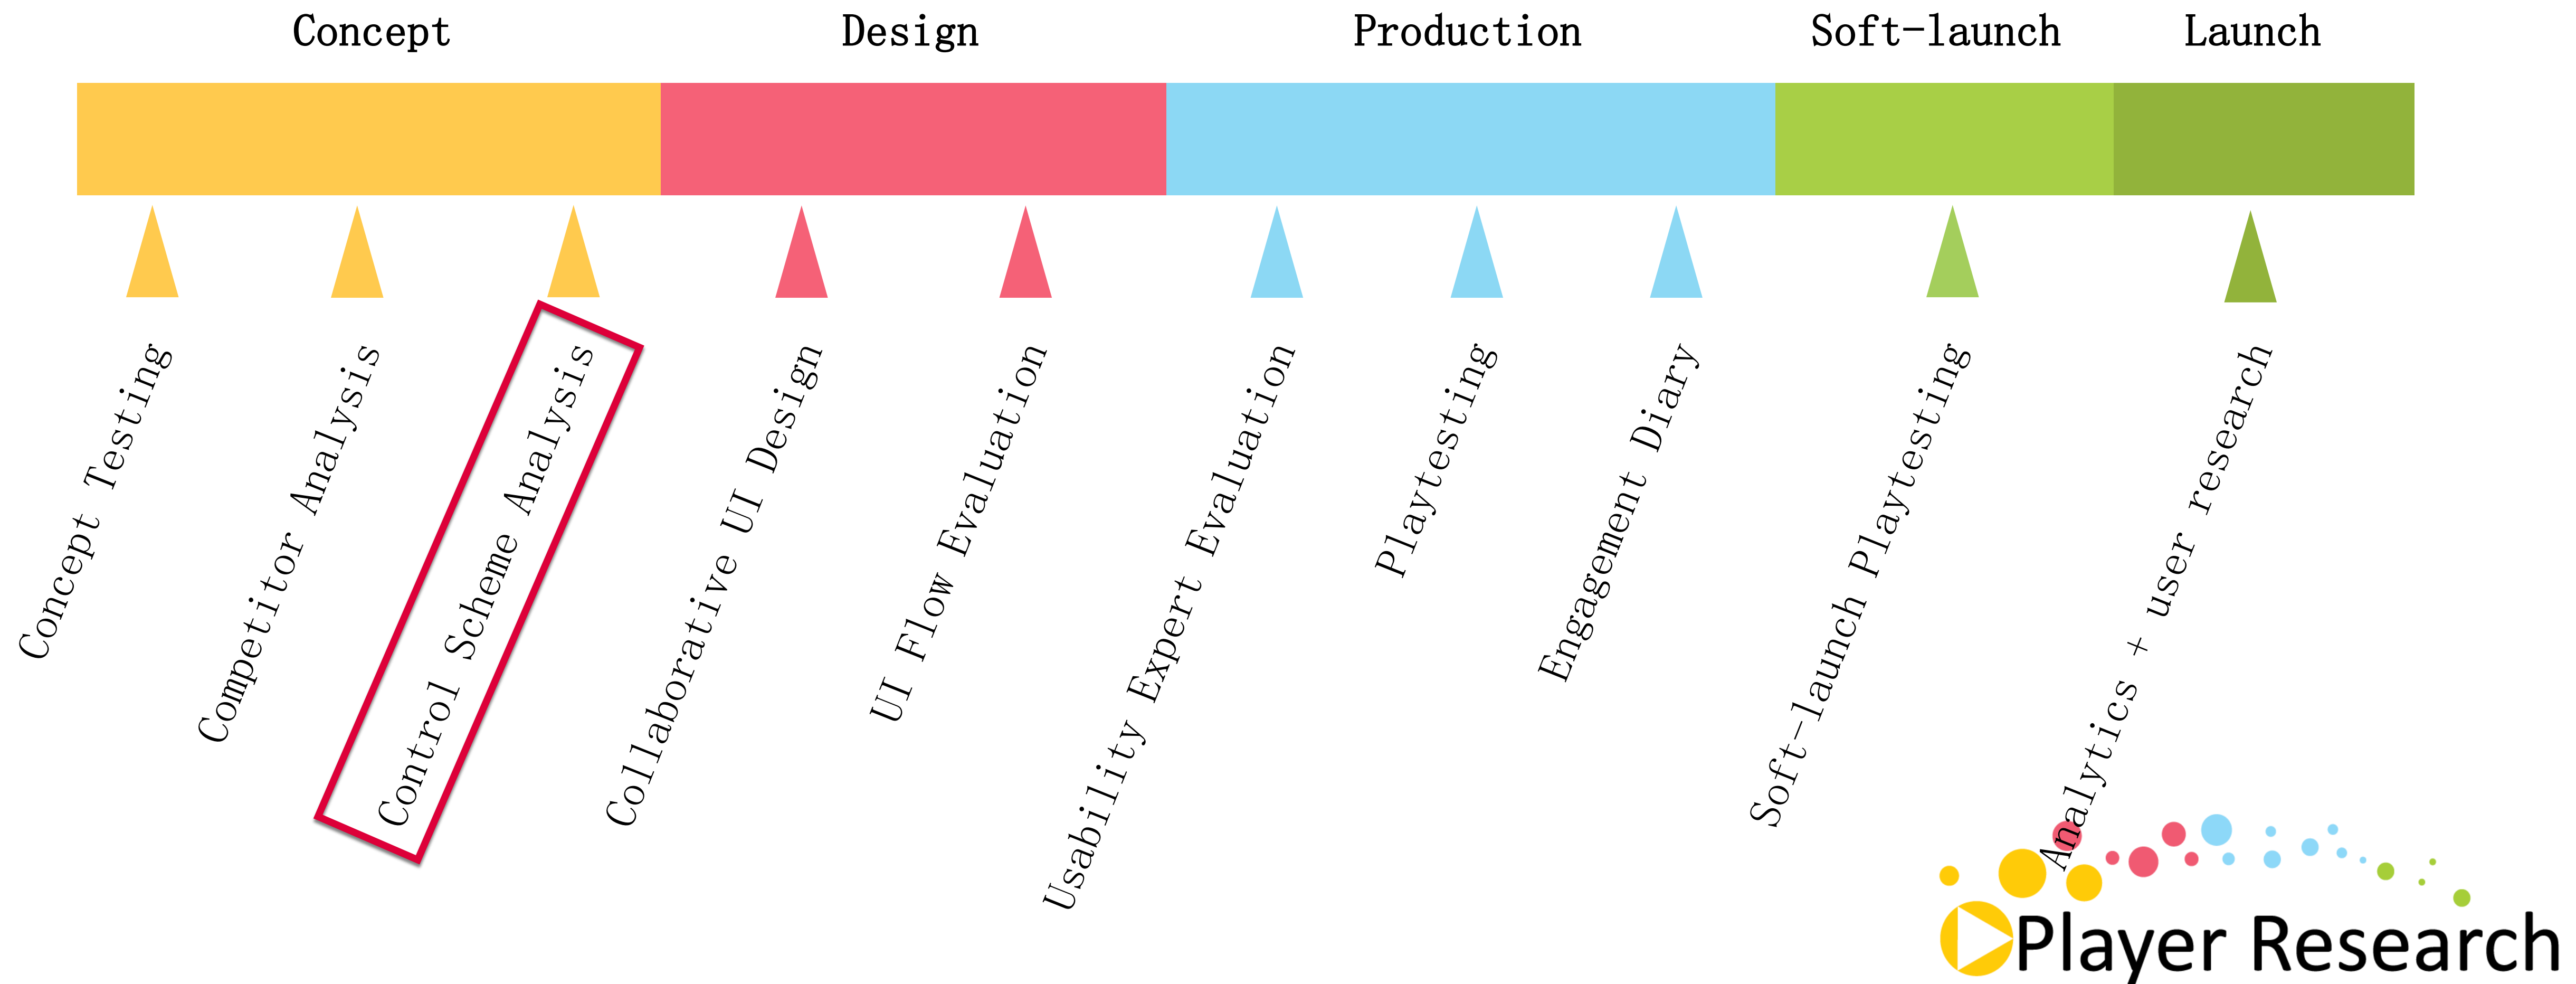 Concept
Design
Production
Soft-launch
Launch
Concept Testing
Competitor Analysis
Control Scheme Analysis
Collaborative UI Design
UI Flow Evaluation
Usability Expert Evaluation
Playtesting
Engagement Diary
Soft-launch Playtesting
Analytics + user research
Player Research